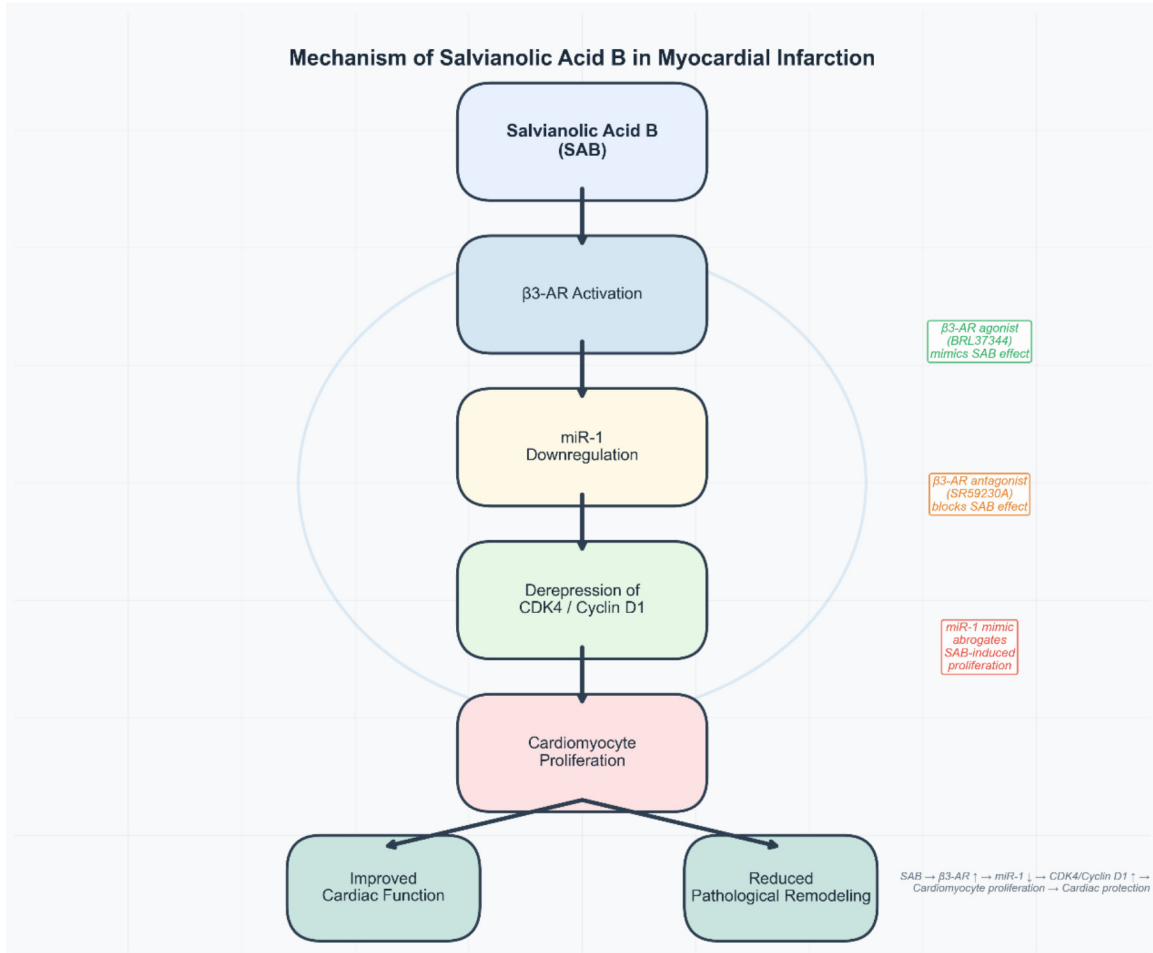 Mechanism of Salvianolic Acid B in Myocardial Infarction
Salvianolic Acid B
(SAB)
β3-AR Activation
β3-AR agonist
(BRL37344)
mimics SAB effect
miR-1
Downregulation
β3-AR antagonist
(SR59230A)
blocks SAB effect
Derepression of
CDK4 / Cyclin D1
miR-1 mimic
abrogates
SAB-induced
proliferation
Cardiomyocyte
Proliferation
Improved
Cardiac Function
Reduced
Pathological Remodeling
SAB → β3-AR ↑ → miR-1 ↓ → CDK4/Cyclin D1 ↑ →
Cardiomyocyte proliferation → Cardiac protection